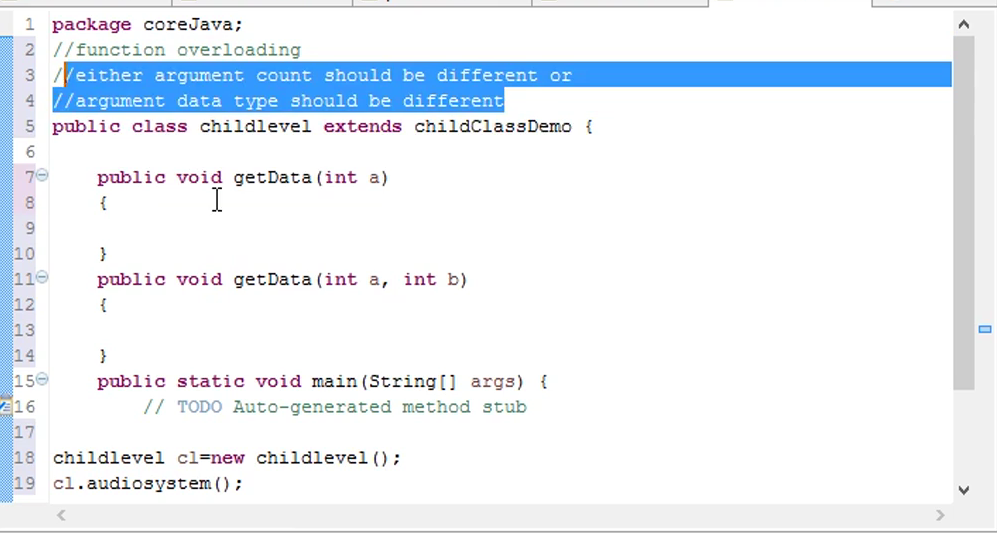 1 package coreJava;
2 //function overloading
3 //either argument count should be different or
4 //argument data type should be different
5 public class childlevel extends childClassDemo {
6
7 public void getData(int a)
8 {
9
10 }
11 public void getData(int a, int b)
12 {
13
14 }
15 public static void main(String[] args) {
16 // TODO Auto-generated method stub
17
18 childlevel cl=new childlevel();
19 cl.audiosystem();